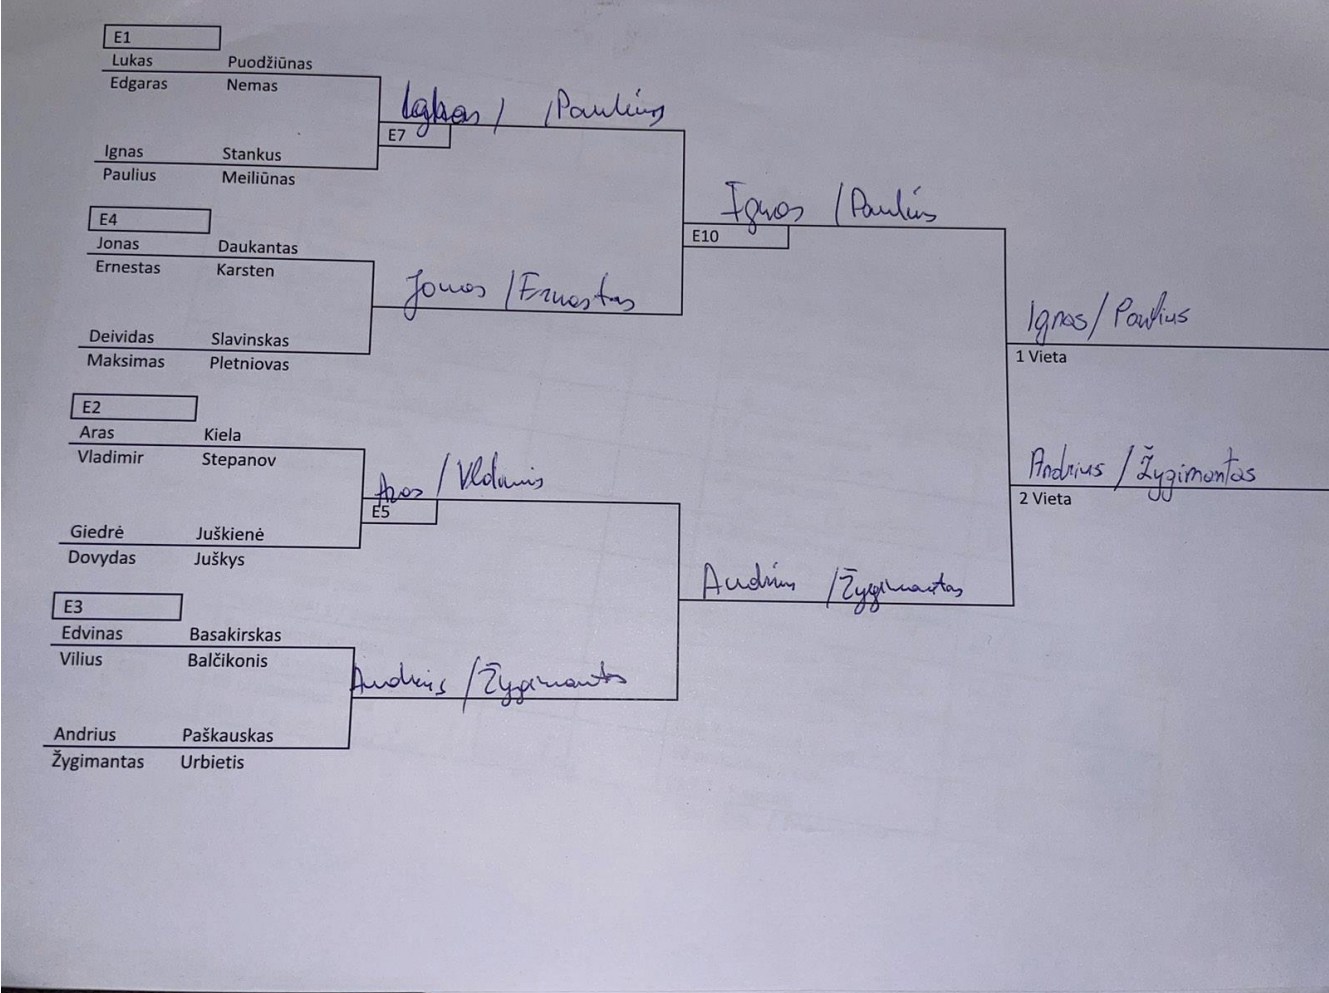 E1
Lukas Puodžiūnas
Edgaras Nemas
Ignas / / Paulius
E7
Ignas Stankus
Paulius Meiliūnas
Ignas / Paulius
E10
E4
Jonas Daukantas
Ernestas Karsten
Jonas / Ernestas
Deividas Slavinskas
Maksimas Pletniovas
Ignas / Paulius
1 Vieta
E2
Aras Kiela
Vladimir Stepanov
Aras /
E5
Giedrė Juškienė
Dovydas Juškys
Andrius / Žygimantas
2 Vieta
Andrius / Žygimantas
E3
Edvinas Basakirskas
Vilius Balčikonis
Andrius / Žygimantas
Andrius Paškauskas
Žygimantas Urbietis